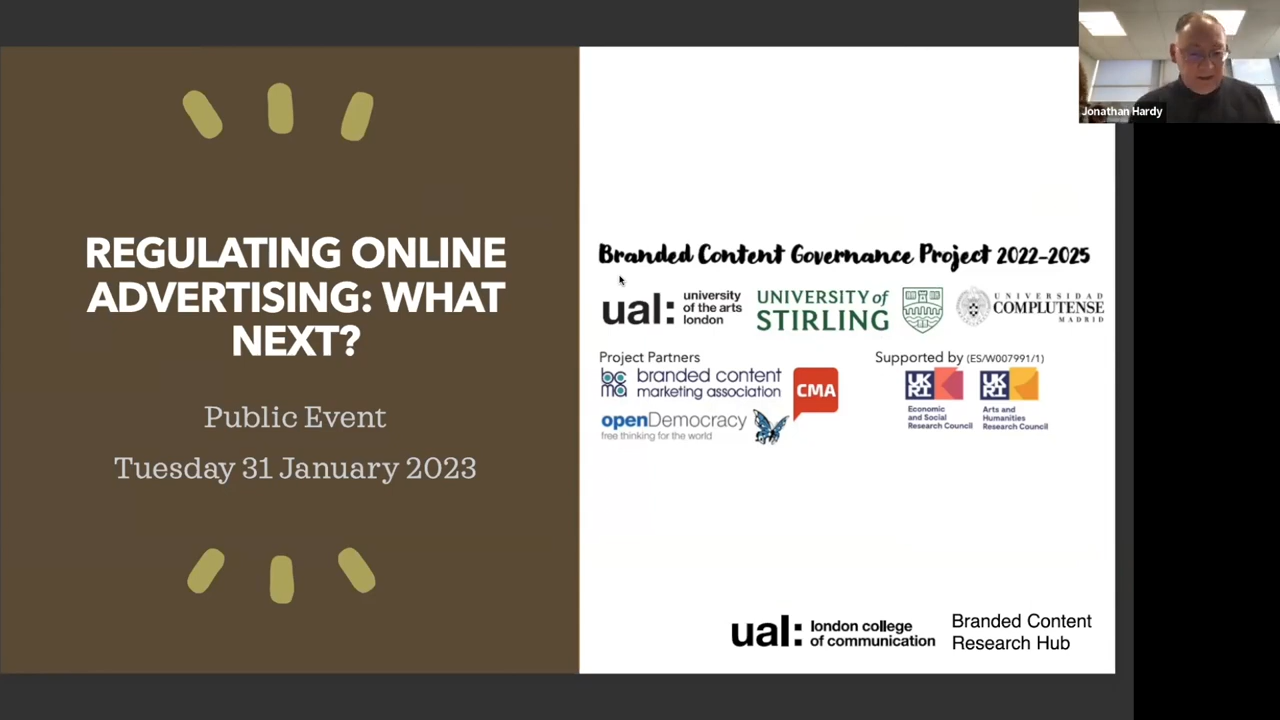 REGULATING ONLINE
ADVERTISING: WHAT
NEXT?
Public Event
Tuesday 31 January 2023
Branded Content Governance Project 2022-2025
ual: university of the arts london
UNIVERSITY of STIRLING
UNIVERSIDAD COMPLUTENSE MADRID
Project Partners
bcma branded content marketing association
CMA
openDemocracy
free thinking for the world
Supported by (ES/W007991/1)
UKRI Economic and Social Research Council
UKRI Arts and Humanities Research Council
ual: london college of communication
Branded Content
Research Hub
Jonathan Hardy